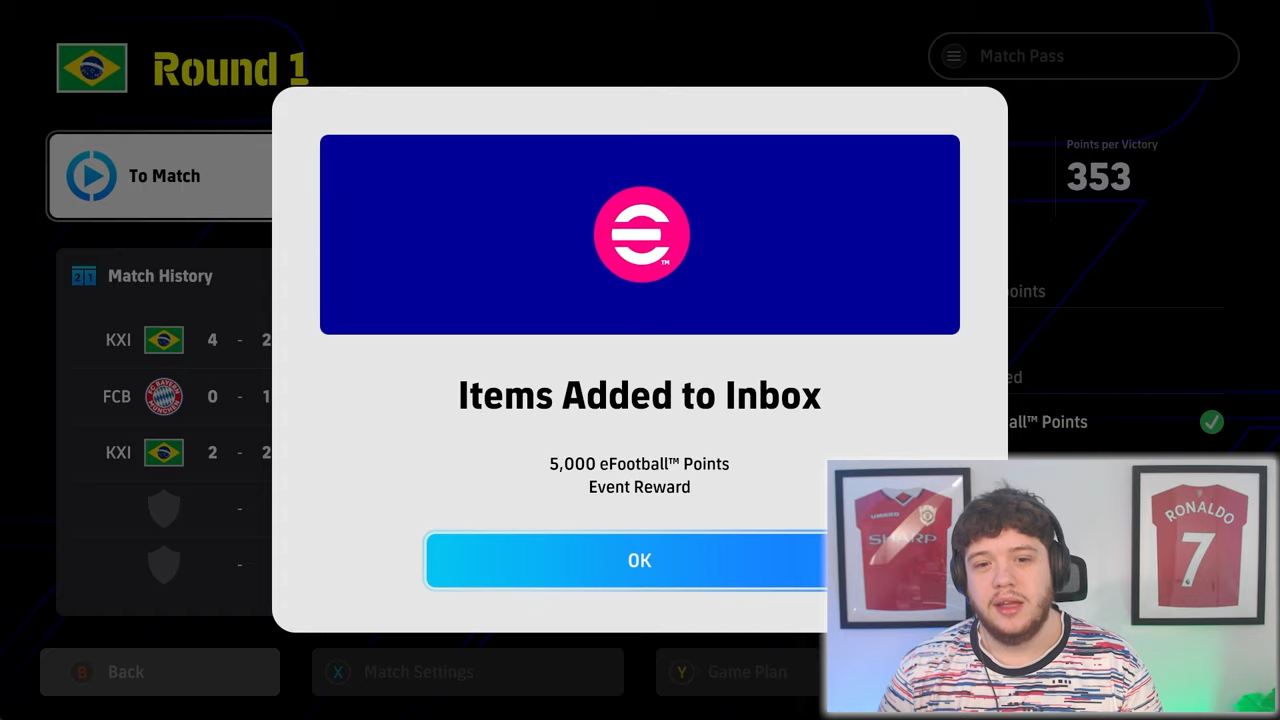 Round 1
Match Pass
To Match
Points per Victory
353
Match History
KXI 4 - 2
FCB 0 - 1
KXI 2 - 2
-
-
Items Added to Inbox
5,000 eFootball™ Points
Event Reward
OK
oints
ed
all™ Points
UMBRO
SHARP
RONALDO
7
B Back
X Match Settings
Y Game Plan